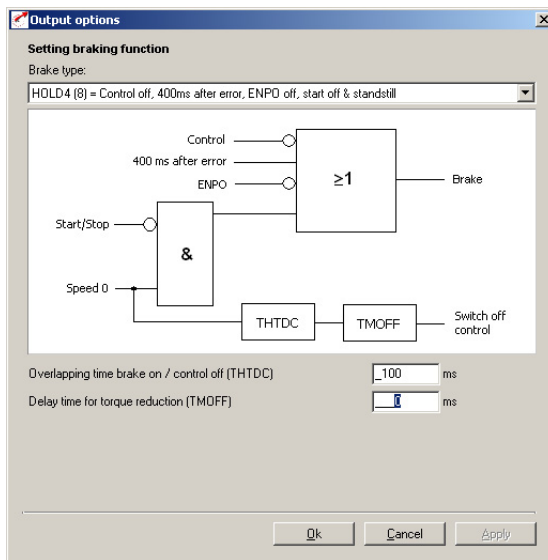 Output options
Setting braking function
Brake type:
HOLD4 (8) = Control off, 400ms after error, ENPO off, start off & standstill
Control
400 ms after error
ENPO
≥1
Brake
Start/Stop
&
Speed 0
THTDC
TMOFF
Switch off
control
Overlapping time brake on / control off (THTDC)
_100 ms
Delay time for torque reduction (TMOFF)
___0 ms
Ok
Cancel
Apply